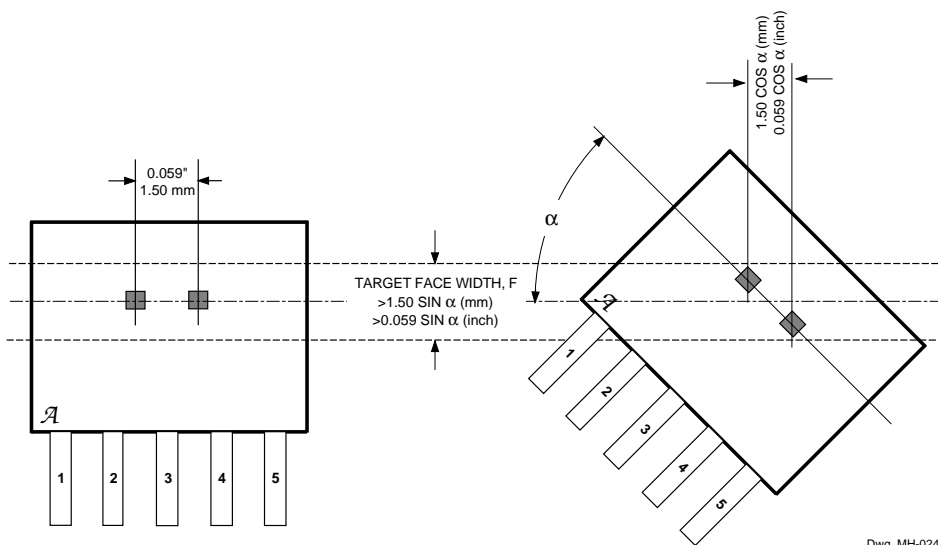 0.059"
1.50 mm
A
1
2
3
4
5
TARGET FACE WIDTH, F
>1.50 SIN α (mm)
>0.059 SIN α (inch)
α
1.50 COS α (mm)
0.059 COS α (inch)
A
1
2
3
4
5
Dwg. MH-024